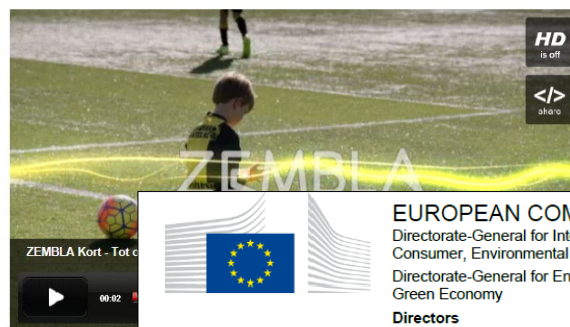 HD
is off
</>
share
ZEMBLA
ZEMBLA Kort - Tot
00:02
EUROPEAN COM
Directorate-General for Int
Consumer, Environmental
Directorate-General for En
Green Economy
Directors